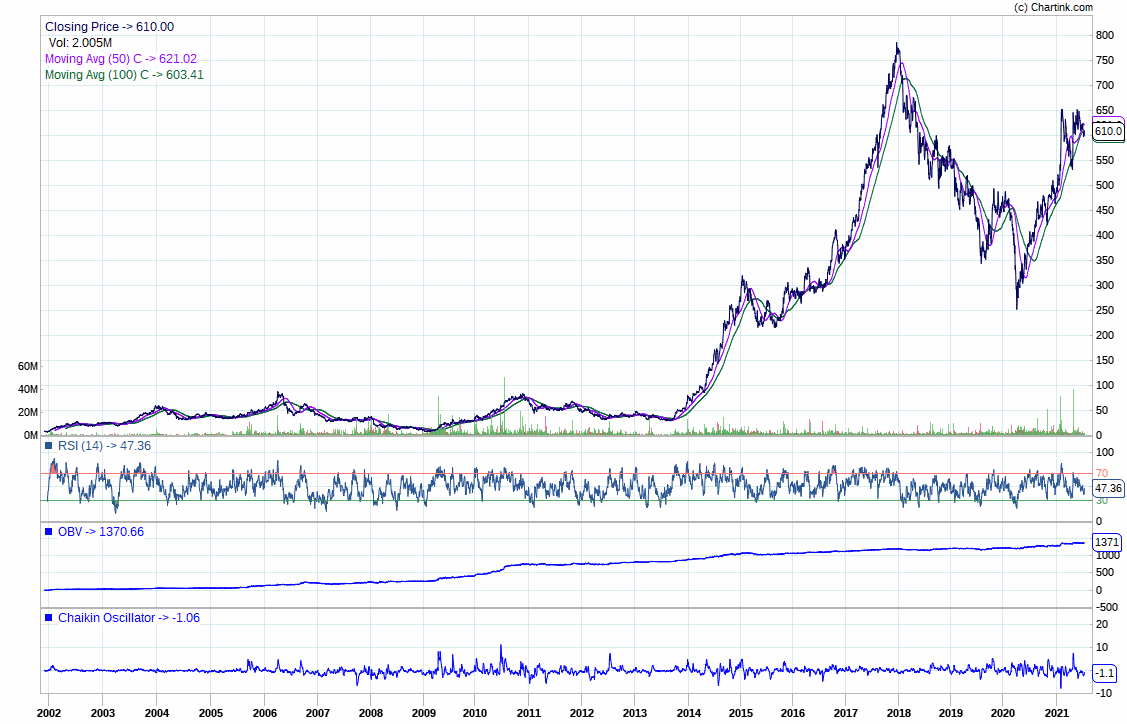 (c) Chartink.com
Closing Price -> 610.00
Vol: 2.005M
Moving Avg (50) C -> 621.02
Moving Avg (100) C -> 603.41
800
750
700
650
610.0
550
500
450
400
350
300
250
200
150
100
50
0
60M
40M
20M
0M
RSI (14) -> 47.36
100
70
47.36
30
0
OBV -> 1370.66
1371
1000
500
0
-500
Chaikin Oscillator -> -1.06
20
10
-1.1
-10
2002 2003 2004 2005 2006 2007 2008 2009 2010 2011 2012 2013 2014 2015 2016 2017 2018 2019 2020 2021